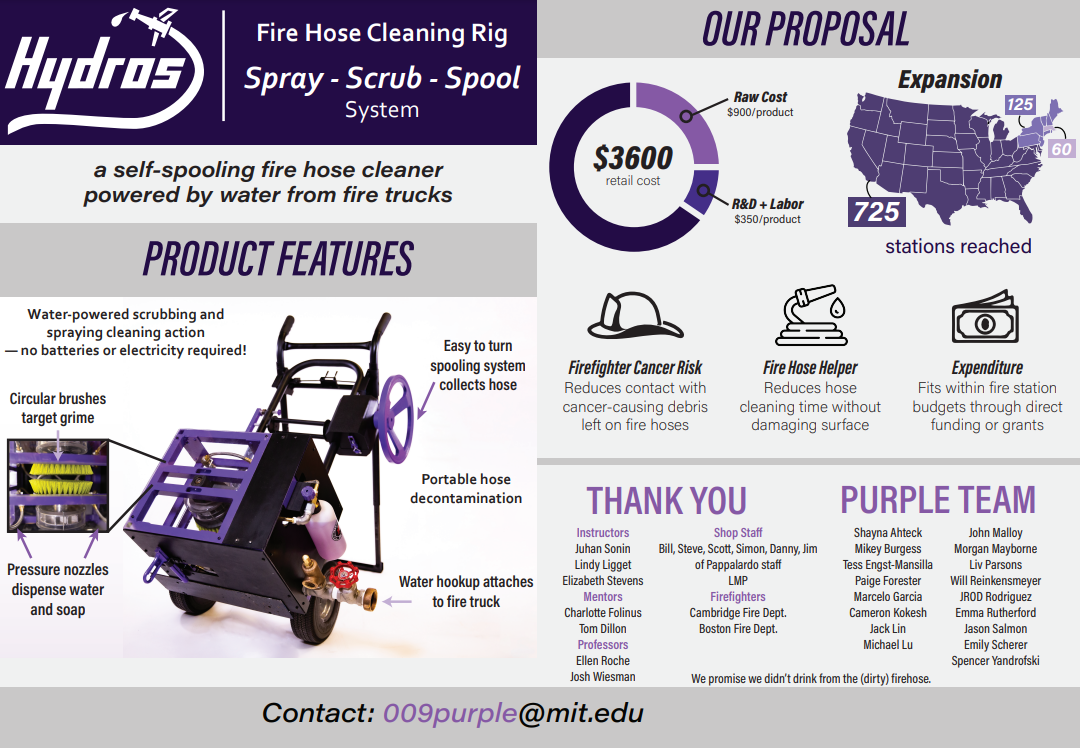 Hydros
Fire Hose Cleaning Rig
Spray - Scrub - Spool
System
a self-spooling fire hose cleaner
powered by water from fire trucks
PRODUCT FEATURES
Water-powered scrubbing and
spraying cleaning action
— no batteries or electricity required!
Circular brushes
target grime
Easy to turn
spooling system
collects hose
Portable hose
decontamination
Pressure nozzles
dispense water
and soap
Water hookup attaches
to fire truck
OUR PROPOSAL
$3600
retail cost
Raw Cost
$900/product
R&D + Labor
$350/product
Expansion
125
60
725
stations reached
Firefighter Cancer Risk
Reduces contact with
cancer-causing debris
left on fire hoses
Fire Hose Helper
Reduces hose
cleaning time without
damaging surface
Expenditure
Fits within fire station
budgets through direct
funding or grants
THANK YOU
Instructors
Juhan Sonin
Lindy Ligget
Elizabeth Stevens
Mentors
Charlotte Folinus
Tom Dillon
Professors
Ellen Roche
Josh Wiesman
Shop Staff
Bill, Steve, Scott, Simon, Danny, Jim
of Pappalardo staff
LMP
Firefighters
Cambridge Fire Dept.
Boston Fire Dept.
PURPLE TEAM
Shayna Ahteck
Mikey Burgess
Tess Engst-Mansilla
Paige Forester
Marcelo Garcia
Cameron Kokesh
Jack Lin
Michael Lu
John Malloy
Morgan Mayborne
Liv Parsons
Will Reinkensmeyer
JROD Rodriguez
Emma Rutherford
Jason Salmon
Emily Scherer
Spencer Yandrofski
We promise we didn't drink from the (dirty) firehose.
Contact: 009purple@mit.edu